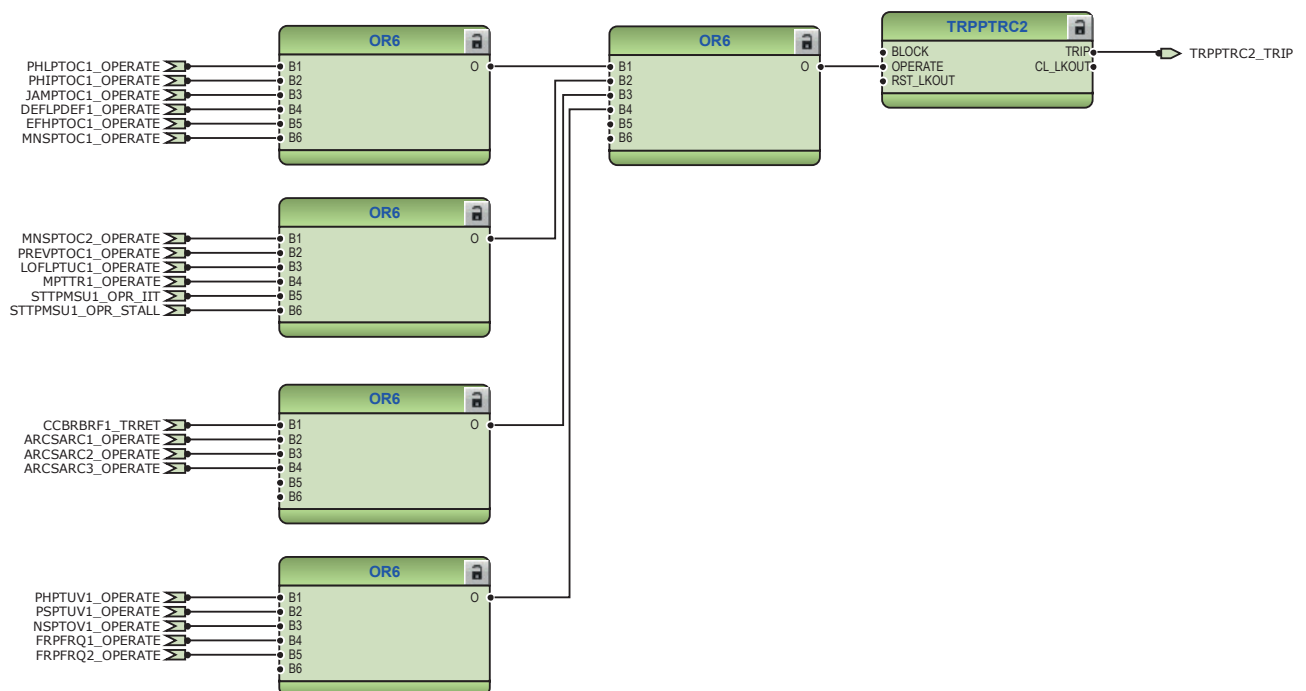 OR6
PHLPTOC1_OPERATE B1 O
PHIPTOC1_OPERATE B2
JAMPTOC1_OPERATE B3
DEFLPDEF1_OPERATE B4
EFHPTOC1_OPERATE B5
MNSPTOC1_OPERATE B6
OR6
B1 O
B2
B3
B4
B5
B6
TRPPTRC2
BLOCK TRIP
OPERATE CL_LKOUT
RST_LKOUT
TRPPTRC2_TRIP
OR6
MNSPTOC2_OPERATE B1 O
PREVPTOC1_OPERATE B2
LOFLPTUC1_OPERATE B3
MPTTR1_OPERATE B4
STTPMSU1_OPR_IIT B5
STTPMSU1_OPR_STALL B6
OR6
CCBRBRF1_TRRET B1 O
ARCSARC1_OPERATE B2
ARCSARC2_OPERATE B3
ARCSARC3_OPERATE B4
B5
B6
OR6
PHPTUV1_OPERATE B1 O
PSPTUV1_OPERATE B2
NSPTOV1_OPERATE B3
FRPFRQ1_OPERATE B4
FRPFRQ2_OPERATE B5
B6